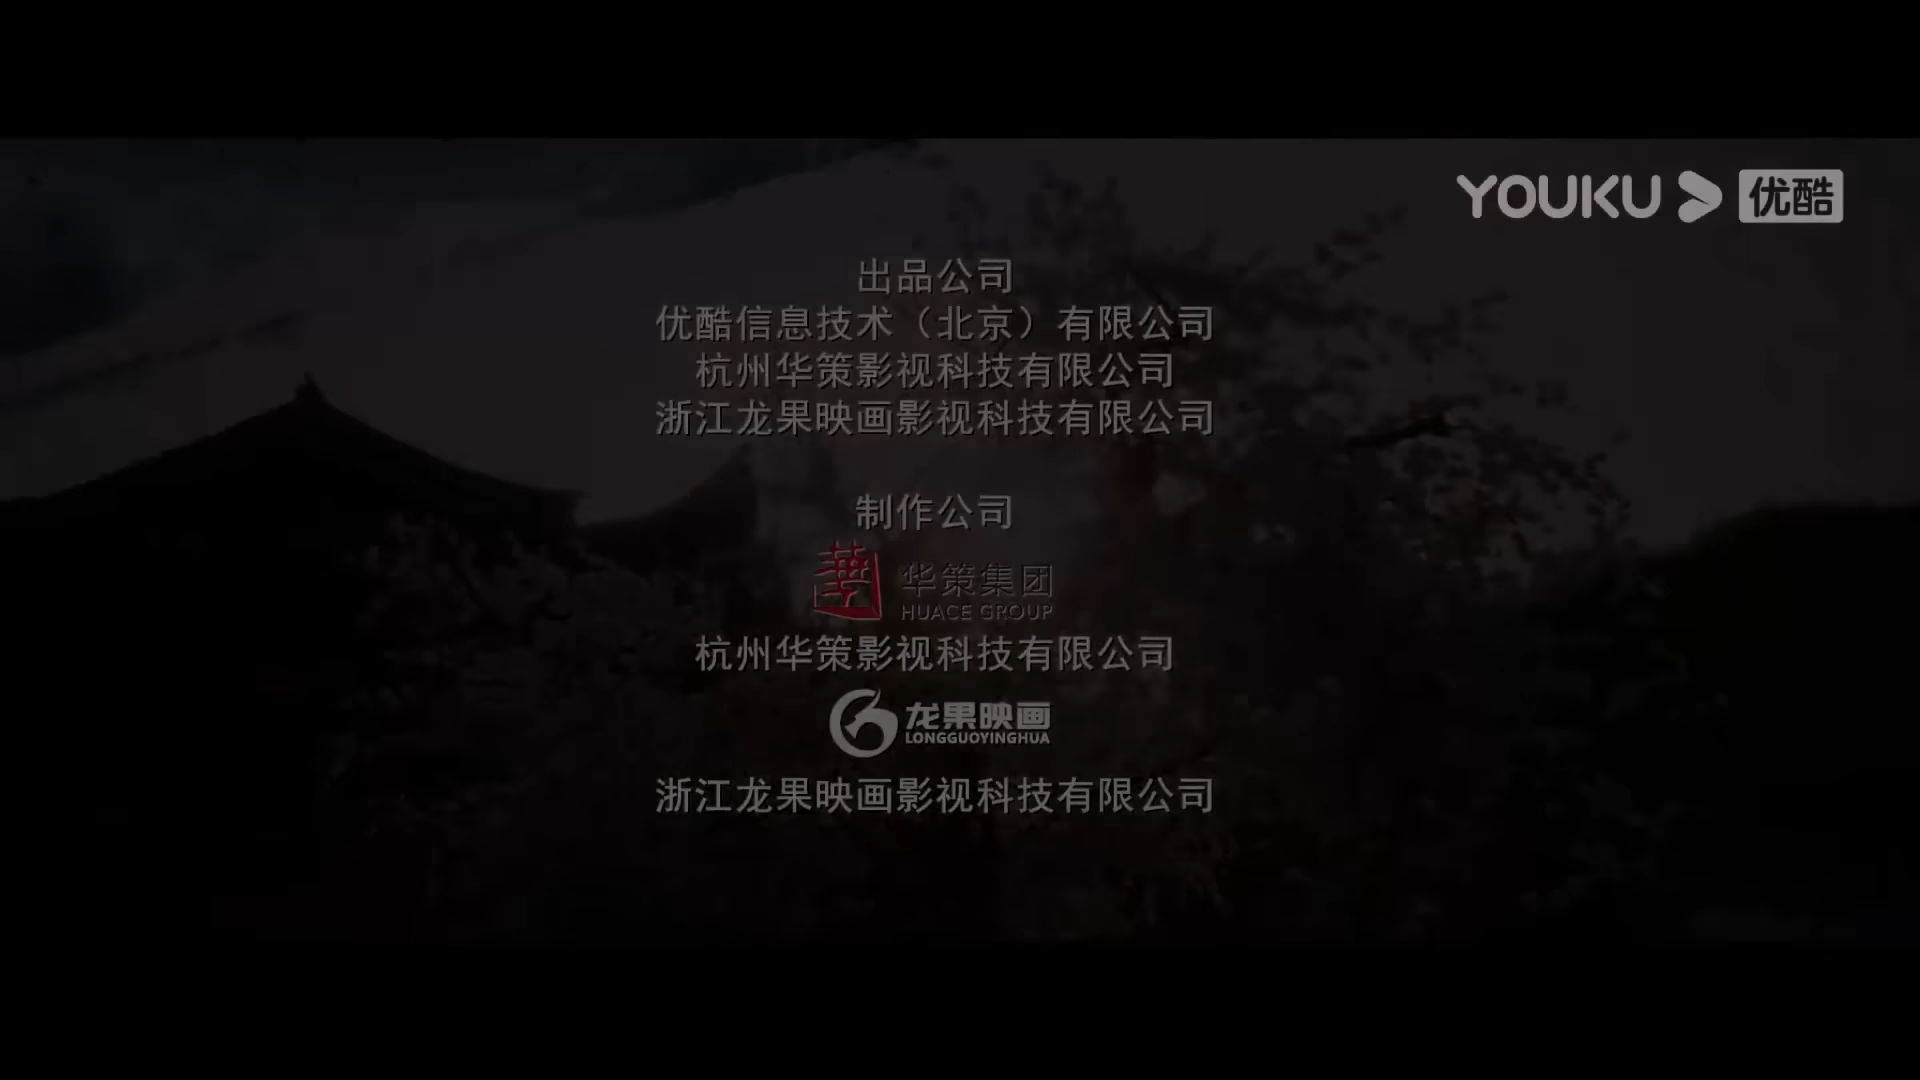 YOUKU 优酷
出品公司
优酷信息技术（北京）有限公司
杭州华策影视科技有限公司
浙江龙果映画影视科技有限公司
制作公司
華 华策集团
HUACE GROUP
杭州华策影视科技有限公司
龙果映画
LONGGUOYINGHUA
浙江龙果映画影视科技有限公司